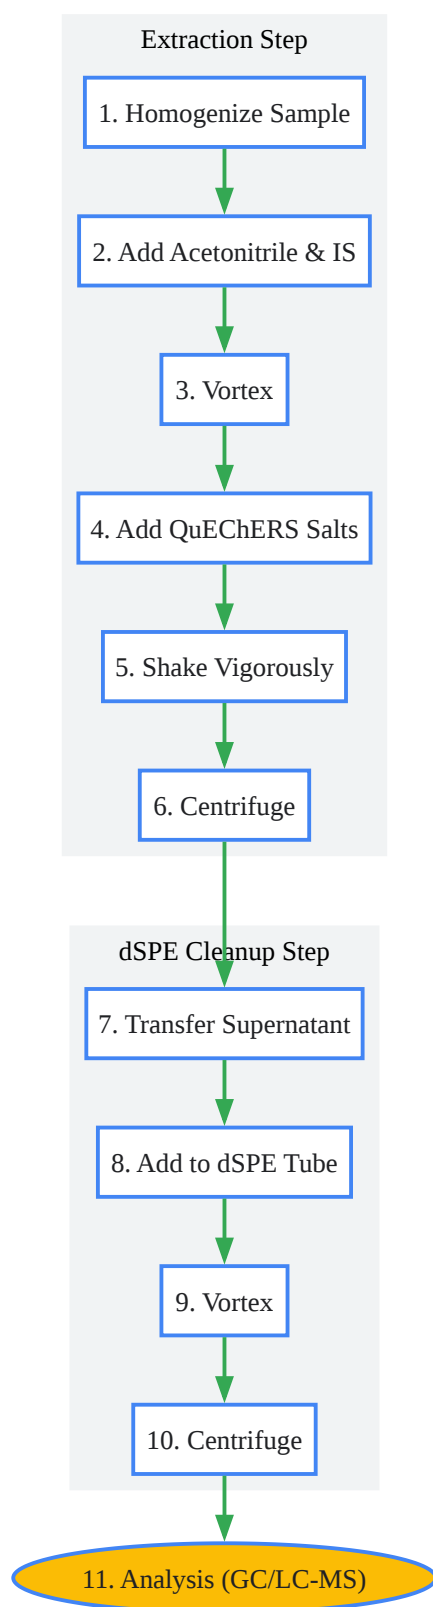 Extraction Step
1. Homogenize Sample
2. Add Acetonitrile & IS
3. Vortex
4. Add QuEChERS Salts
5. Shake Vigorously
6. Centrifuge
dSPE Cleanup Step
7. Transfer Supernatant
8. Add to dSPE Tube
9. Vortex
10. Centrifuge
11. Analysis (GC/LC-MS)